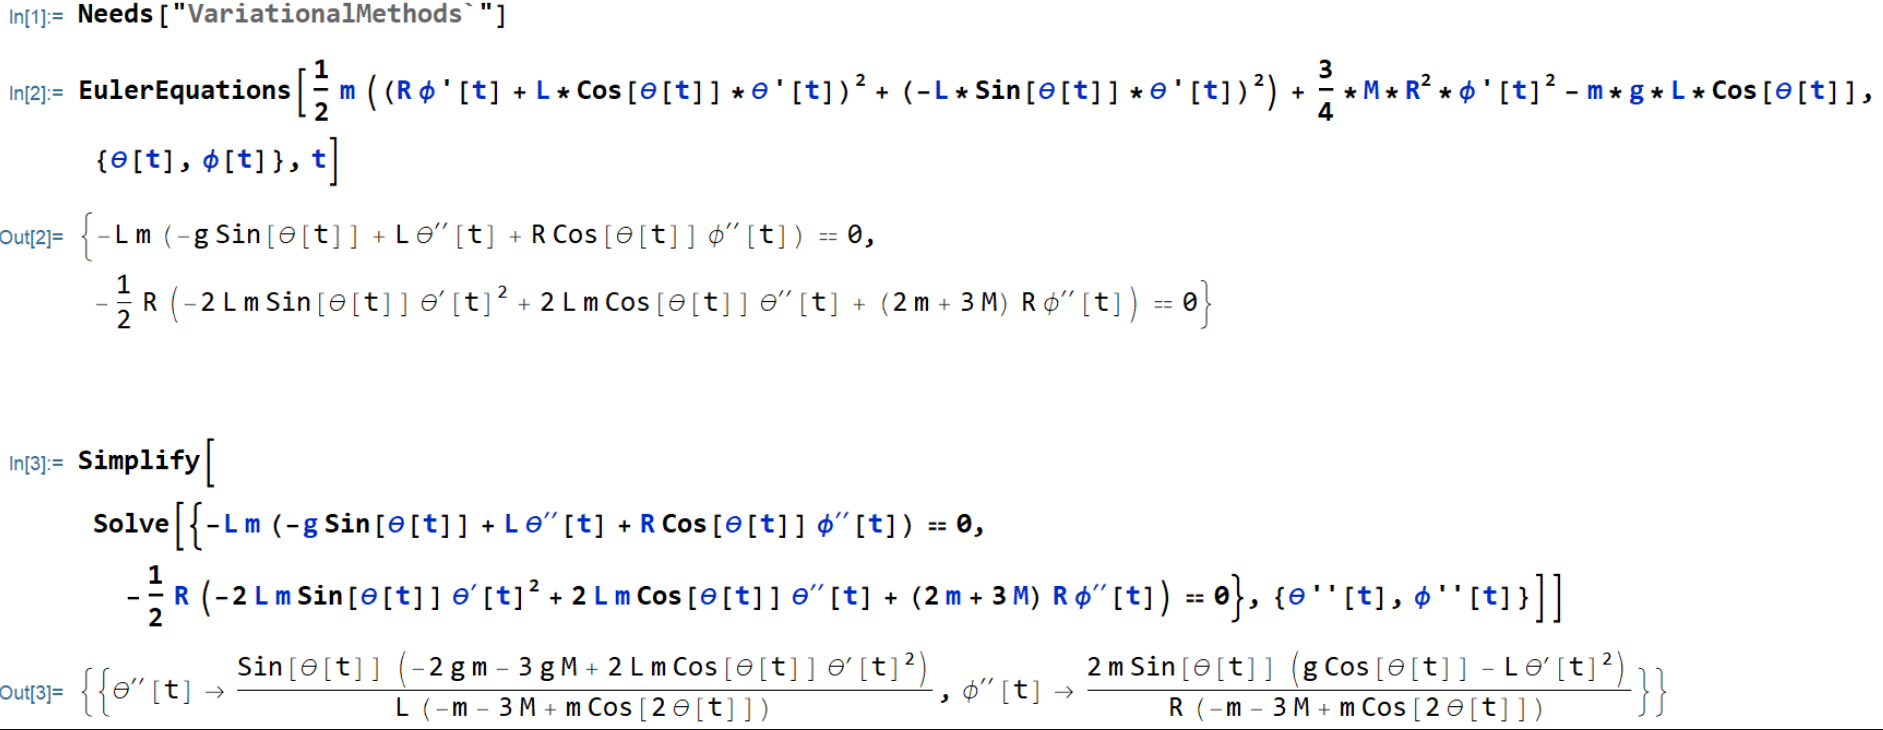 In[1]:= Needs["VariationalMethods`"]
In[2]:= EulerEquations[1/2 m ((R ϕ'[t] + L*Cos[θ[t]]*θ'[t])² + (-L*Sin[θ[t]]*θ'[t])²) + 3/4*M*R²*ϕ'[t]² - m*g*L*Cos[θ[t]],
{θ[t], ϕ[t]}, t]
Out[2]= {-L m (-g Sin[θ[t]] + L θ′′[t] + R Cos[θ[t]] ϕ′′[t]) == 0,
-1/2 R (-2 L m Sin[θ[t]] θ′[t]² + 2 L m Cos[θ[t]] θ′′[t] + (2 m + 3 M) R ϕ′′[t]) == 0}
In[3]:= Simplify[
Solve[{-L m (-g Sin[θ[t]] + L θ′′[t] + R Cos[θ[t]] ϕ′′[t]) == 0,
-1/2 R (-2 L m Sin[θ[t]] θ′[t]² + 2 L m Cos[θ[t]] θ′′[t] + (2 m + 3 M) R ϕ′′[t]) == 0}, {θ''[t], ϕ''[t]}]]
Out[3]= {{θ′′[t] → (Sin[θ[t]] (-2 g m - 3 g M + 2 L m Cos[θ[t]] θ′[t]²))/(L (-m - 3 M + m Cos[2 θ[t]])), ϕ′′[t] → (2 m Sin[θ[t]] (g Cos[θ[t]] - L θ′[t]²))/(R (-m - 3 M + m Cos[2 θ[t]]))}}